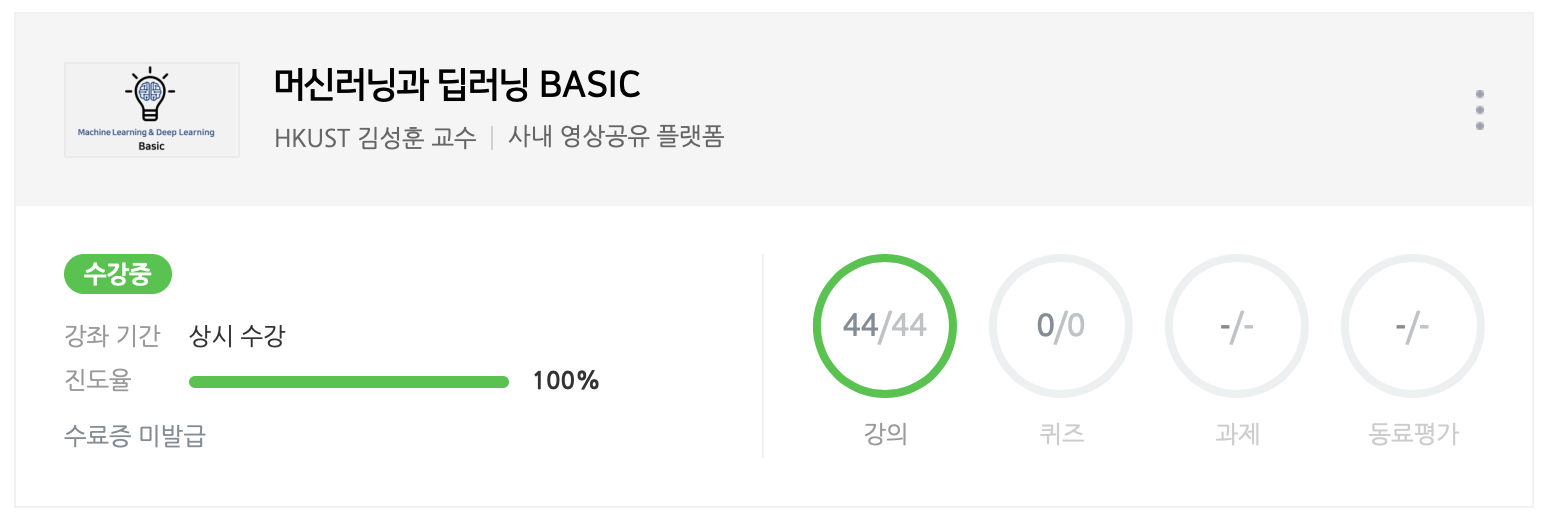 Machine Learning & Deep Learning
Basic
머신러닝과 딥러닝 BASIC
HKUST 김성훈 교수 | 사내 영상공유 플랫폼
수강중
강좌 기간 상시 수강
진도율 100%
수료증 미발급
44/44 0/0 -/- -/-
강의 퀴즈 과제 동료평가